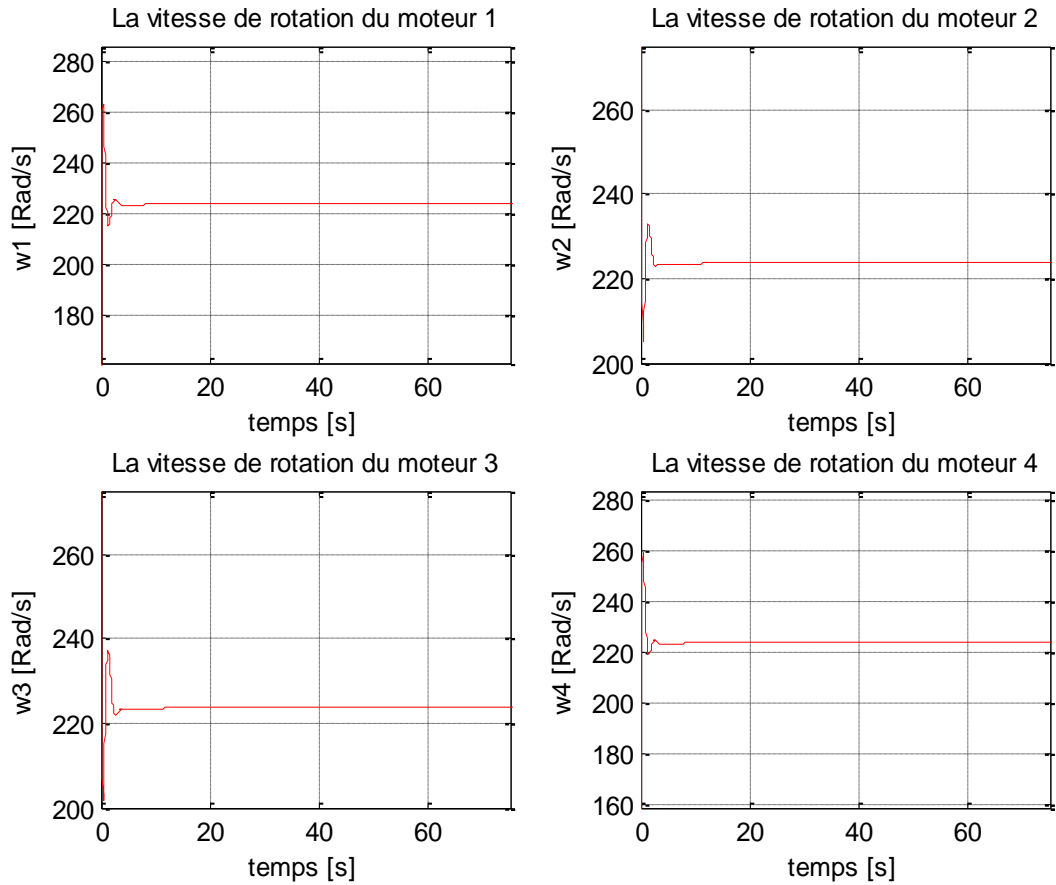 La vitesse de rotation du moteur 1
280
260
240
220
200
180
w1 [Rad/s]
0 20 40 60
temps [s]
La vitesse de rotation du moteur 2
260
240
220
200
w2 [Rad/s]
0 20 40 60
temps [s]
La vitesse de rotation du moteur 3
260
240
220
200
w3 [Rad/s]
0 20 40 60
temps [s]
La vitesse de rotation du moteur 4
280
260
240
220
200
180
160
w4 [Rad/s]
0 20 40 60
temps [s]